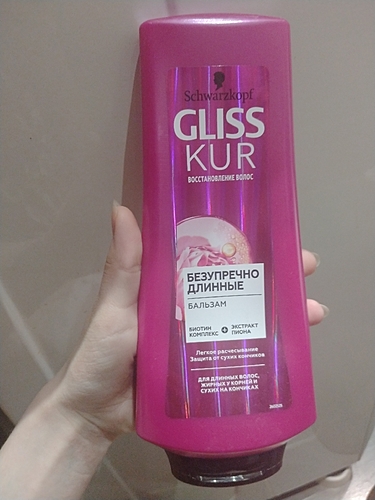 Schwarzkopf
GLISS
KUR
ВОССТАНОВЛЕНИЕ ВОЛОС
БЕЗУПРЕЧНО
ДЛИННЫЕ
БАЛЬЗАМ
БИОТИН + ЭКСТРАКТ
КОМПЛЕКС ПИОНА
Легкое расчесывание
Защита от сухих кончиков
ДЛЯ ДЛИННЫХ ВОЛОС,
ЖИРНЫХ У КОРНЕЙ И
СУХИХ НА КОНЧИКАХ